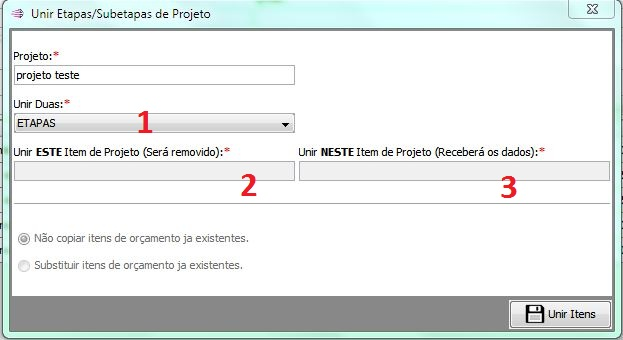 Unir Etapas/Subetapas de Projeto
Projeto:*
projeto teste
Unir Duas:*
ETAPAS
1
Unir ESTE Item de Projeto (Será removido):* Unir NESTE Item de Projeto (Receberá os dados):*
2 3
Não copiar itens de orçamento ja existentes.
Substituir itens de orçamento ja existentes.
Unir Itens